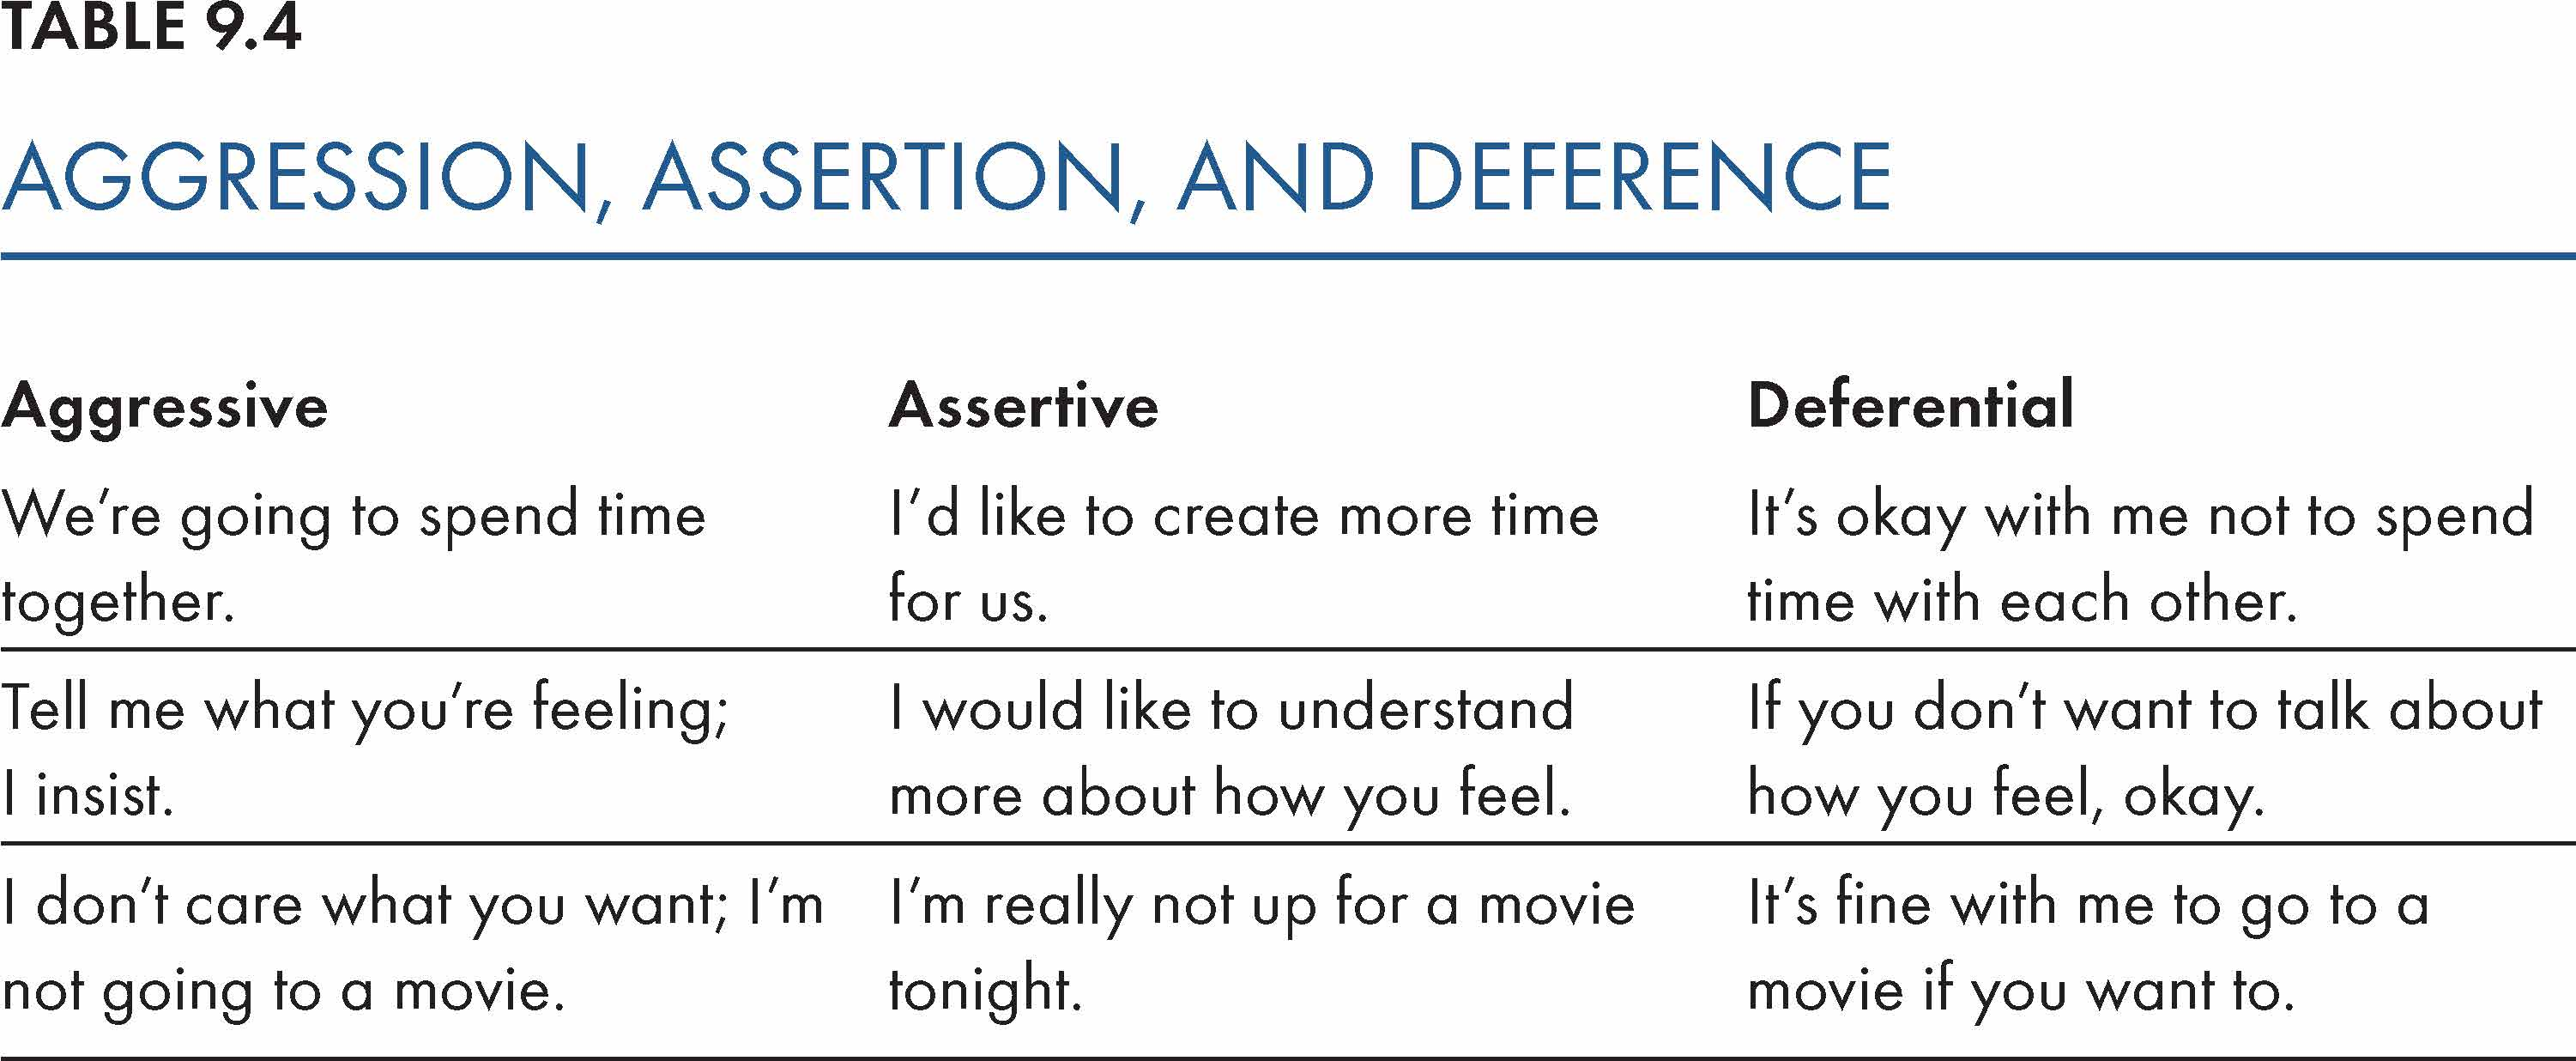 TABLE 9.4
AGGRESSION, ASSERTION, AND DEFERENCE
Aggressive Assertive Deferential
We’re going to spend time I’d like to create more time It’s okay with me not to spend
together. for us. time with each other.
Tell me what you’re feeling; I would like to understand If you don’t want to talk about
I insist. more about how you feel. how you feel, okay.
I don’t care what you want; I’m I’m really not up for a movie It’s fine with me to go to a
not going to a movie. tonight. movie if you want to.